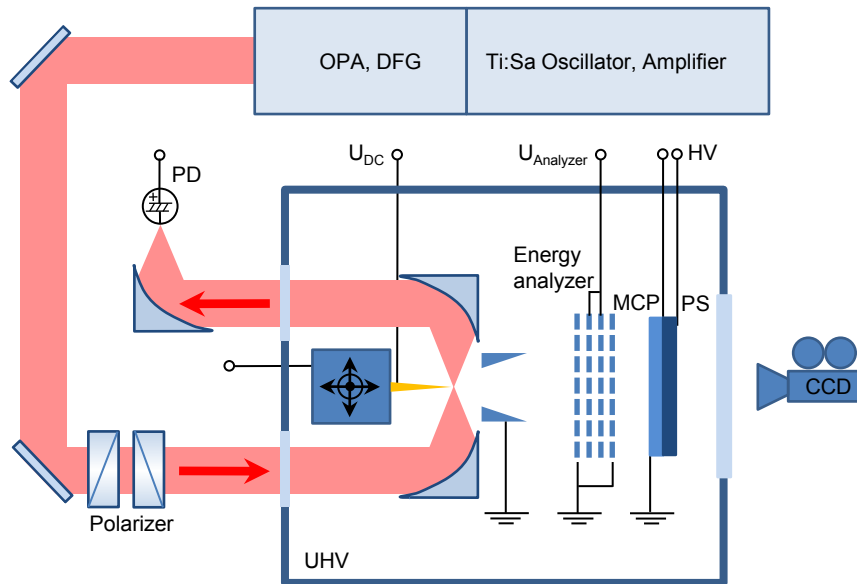 OPA, DFG
Ti:Sa Oscillator, Amplifier
PD
U_DC
U_Analyzer
HV
Energy
analyzer
MCP
PS
CCD
Polarizer
UHV